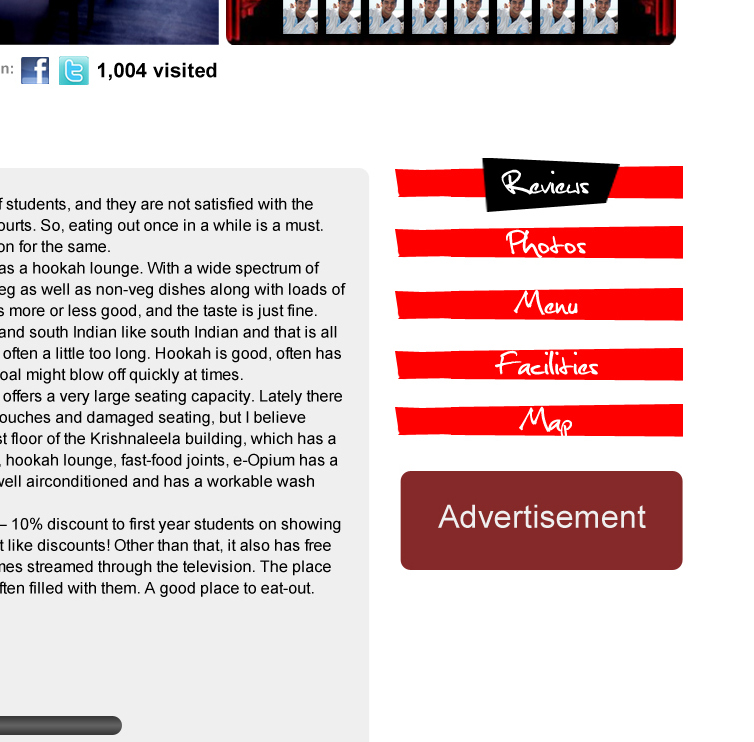 n:
1,004 visited
f students, and they are not satisfied with the
ourts. So, eating out once in a while is a must.
on for the same.
as a hookah lounge. With a wide spectrum of
eg as well as non-veg dishes along with loads of
s more or less good, and the taste is just fine.
and south Indian like south Indian and that is all
often a little too long. Hookah is good, often has
oal might blow off quickly at times.
offers a very large seating capacity. Lately there
ouches and damaged seating, but I believe
st floor of the Krishnaleela building, which has a
, hookah lounge, fast-food joints, e-Opium has a
well airconditioned and has a workable wash
– 10% discount to first year students on showing
t like discounts! Other than that, it also has free
mes streamed through the television. The place
ften filled with them. A good place to eat-out.
Reviews
Photos
Menu
Facilities
Map
Advertisement